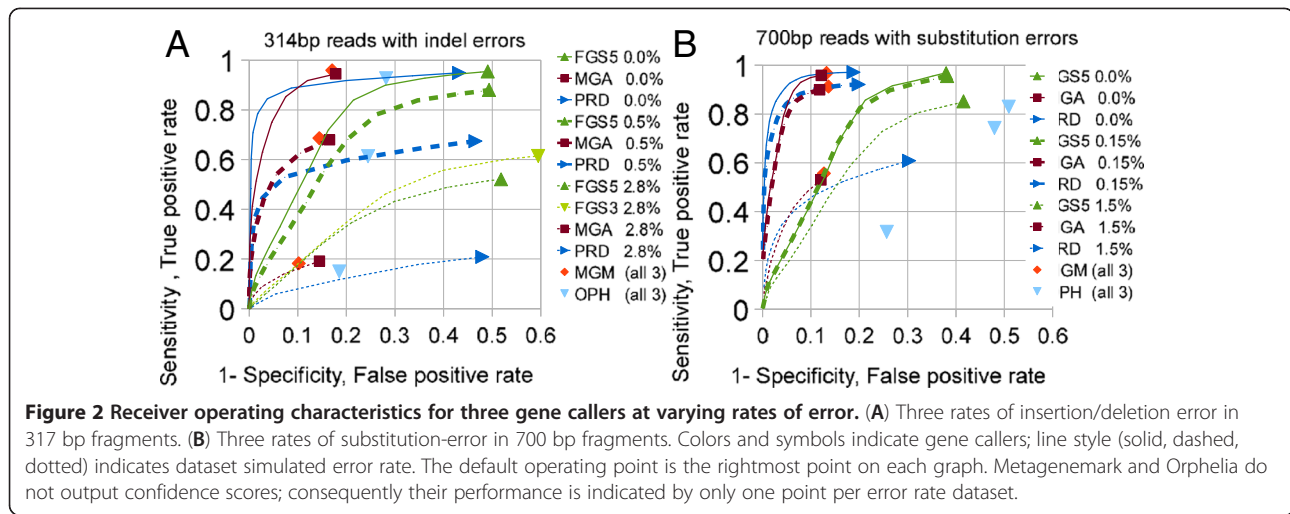 A
314bp reads with indel errors
Sensitivity , True positive rate
1
0.8
0.6
0.4
0.2
0
0 0.1 0.2 0.3 0.4 0.5 0.6
1- Specificity, False positive rate
FGS5 0.0%
MGA 0.0%
PRD 0.0%
FGS5 0.5%
MGA 0.5%
PRD 0.5%
FGS5 2.8%
FGS3 2.8%
MGA 2.8%
PRD 2.8%
MGM (all 3)
OPH (all 3)
B
700bp reads with substitution errors
Sensitivity, True positive rate
1
0.8
0.6
0.4
0.2
0
0 0.1 0.2 0.3 0.4 0.5 0.6
1- Specificity, False positive rate
GS5 0.0%
GA 0.0%
RD 0.0%
GS5 0.15%
GA 0.15%
RD 0.15%
GS5 1.5%
GA 1.5%
RD 1.5%
GM (all 3)
PH (all 3)
Figure 2 Receiver operating characteristics for three gene callers at varying rates of error. (A) Three rates of insertion/deletion error in
317 bp fragments. (B) Three rates of substitution-error in 700 bp fragments. Colors and symbols indicate gene callers; line style (solid, dashed,
dotted) indicates dataset simulated error rate. The default operating point is the rightmost point on each graph. Metagenemark and Orphelia do
not output confidence scores; consequently their performance is indicated by only one point per error rate dataset.